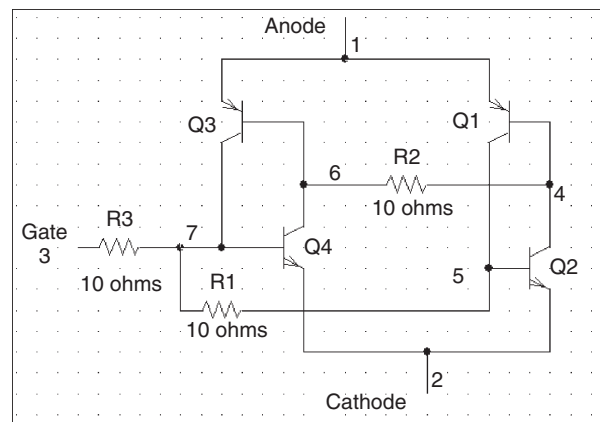 Anode
1
Q3
Q1
R2
6
10 ohms
4
R3
7
Gate
3
Q4
10 ohms
R1
5
Q2
10 ohms
2
Cathode